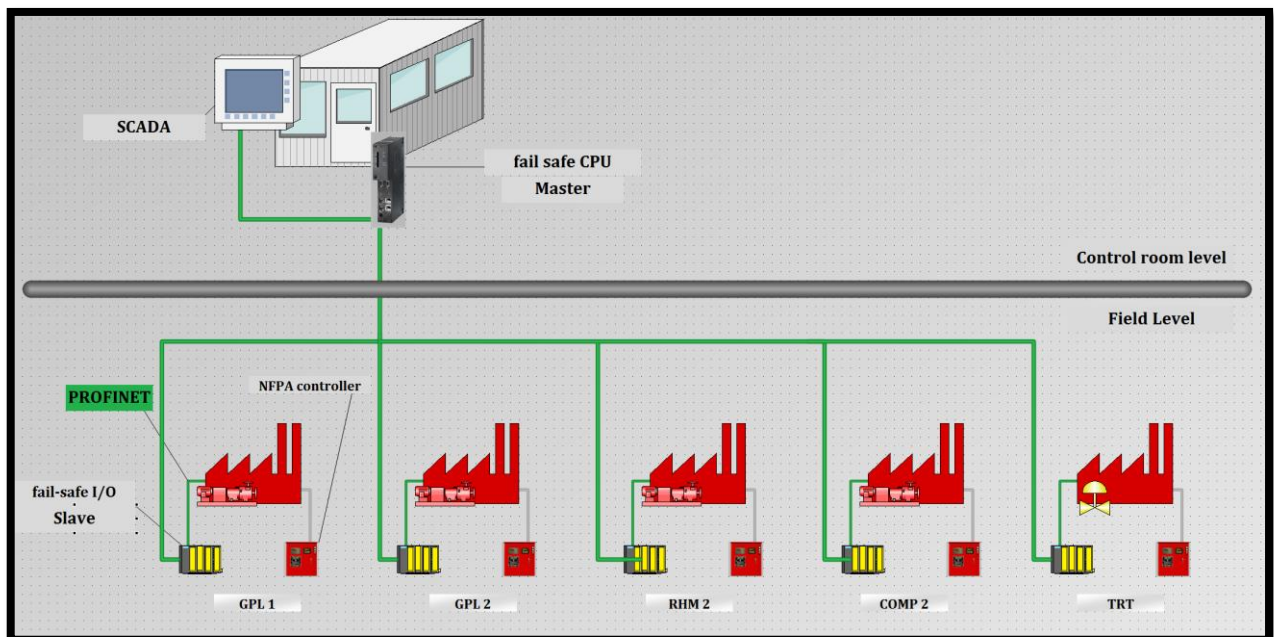 SCADA
fail safe CPU
Master
Control room level
Field Level
PROFINET
NFPA controller
fail-safe I/O
Slave
GPL 1
GPL 2
RHM 2
COMP 2
TRT